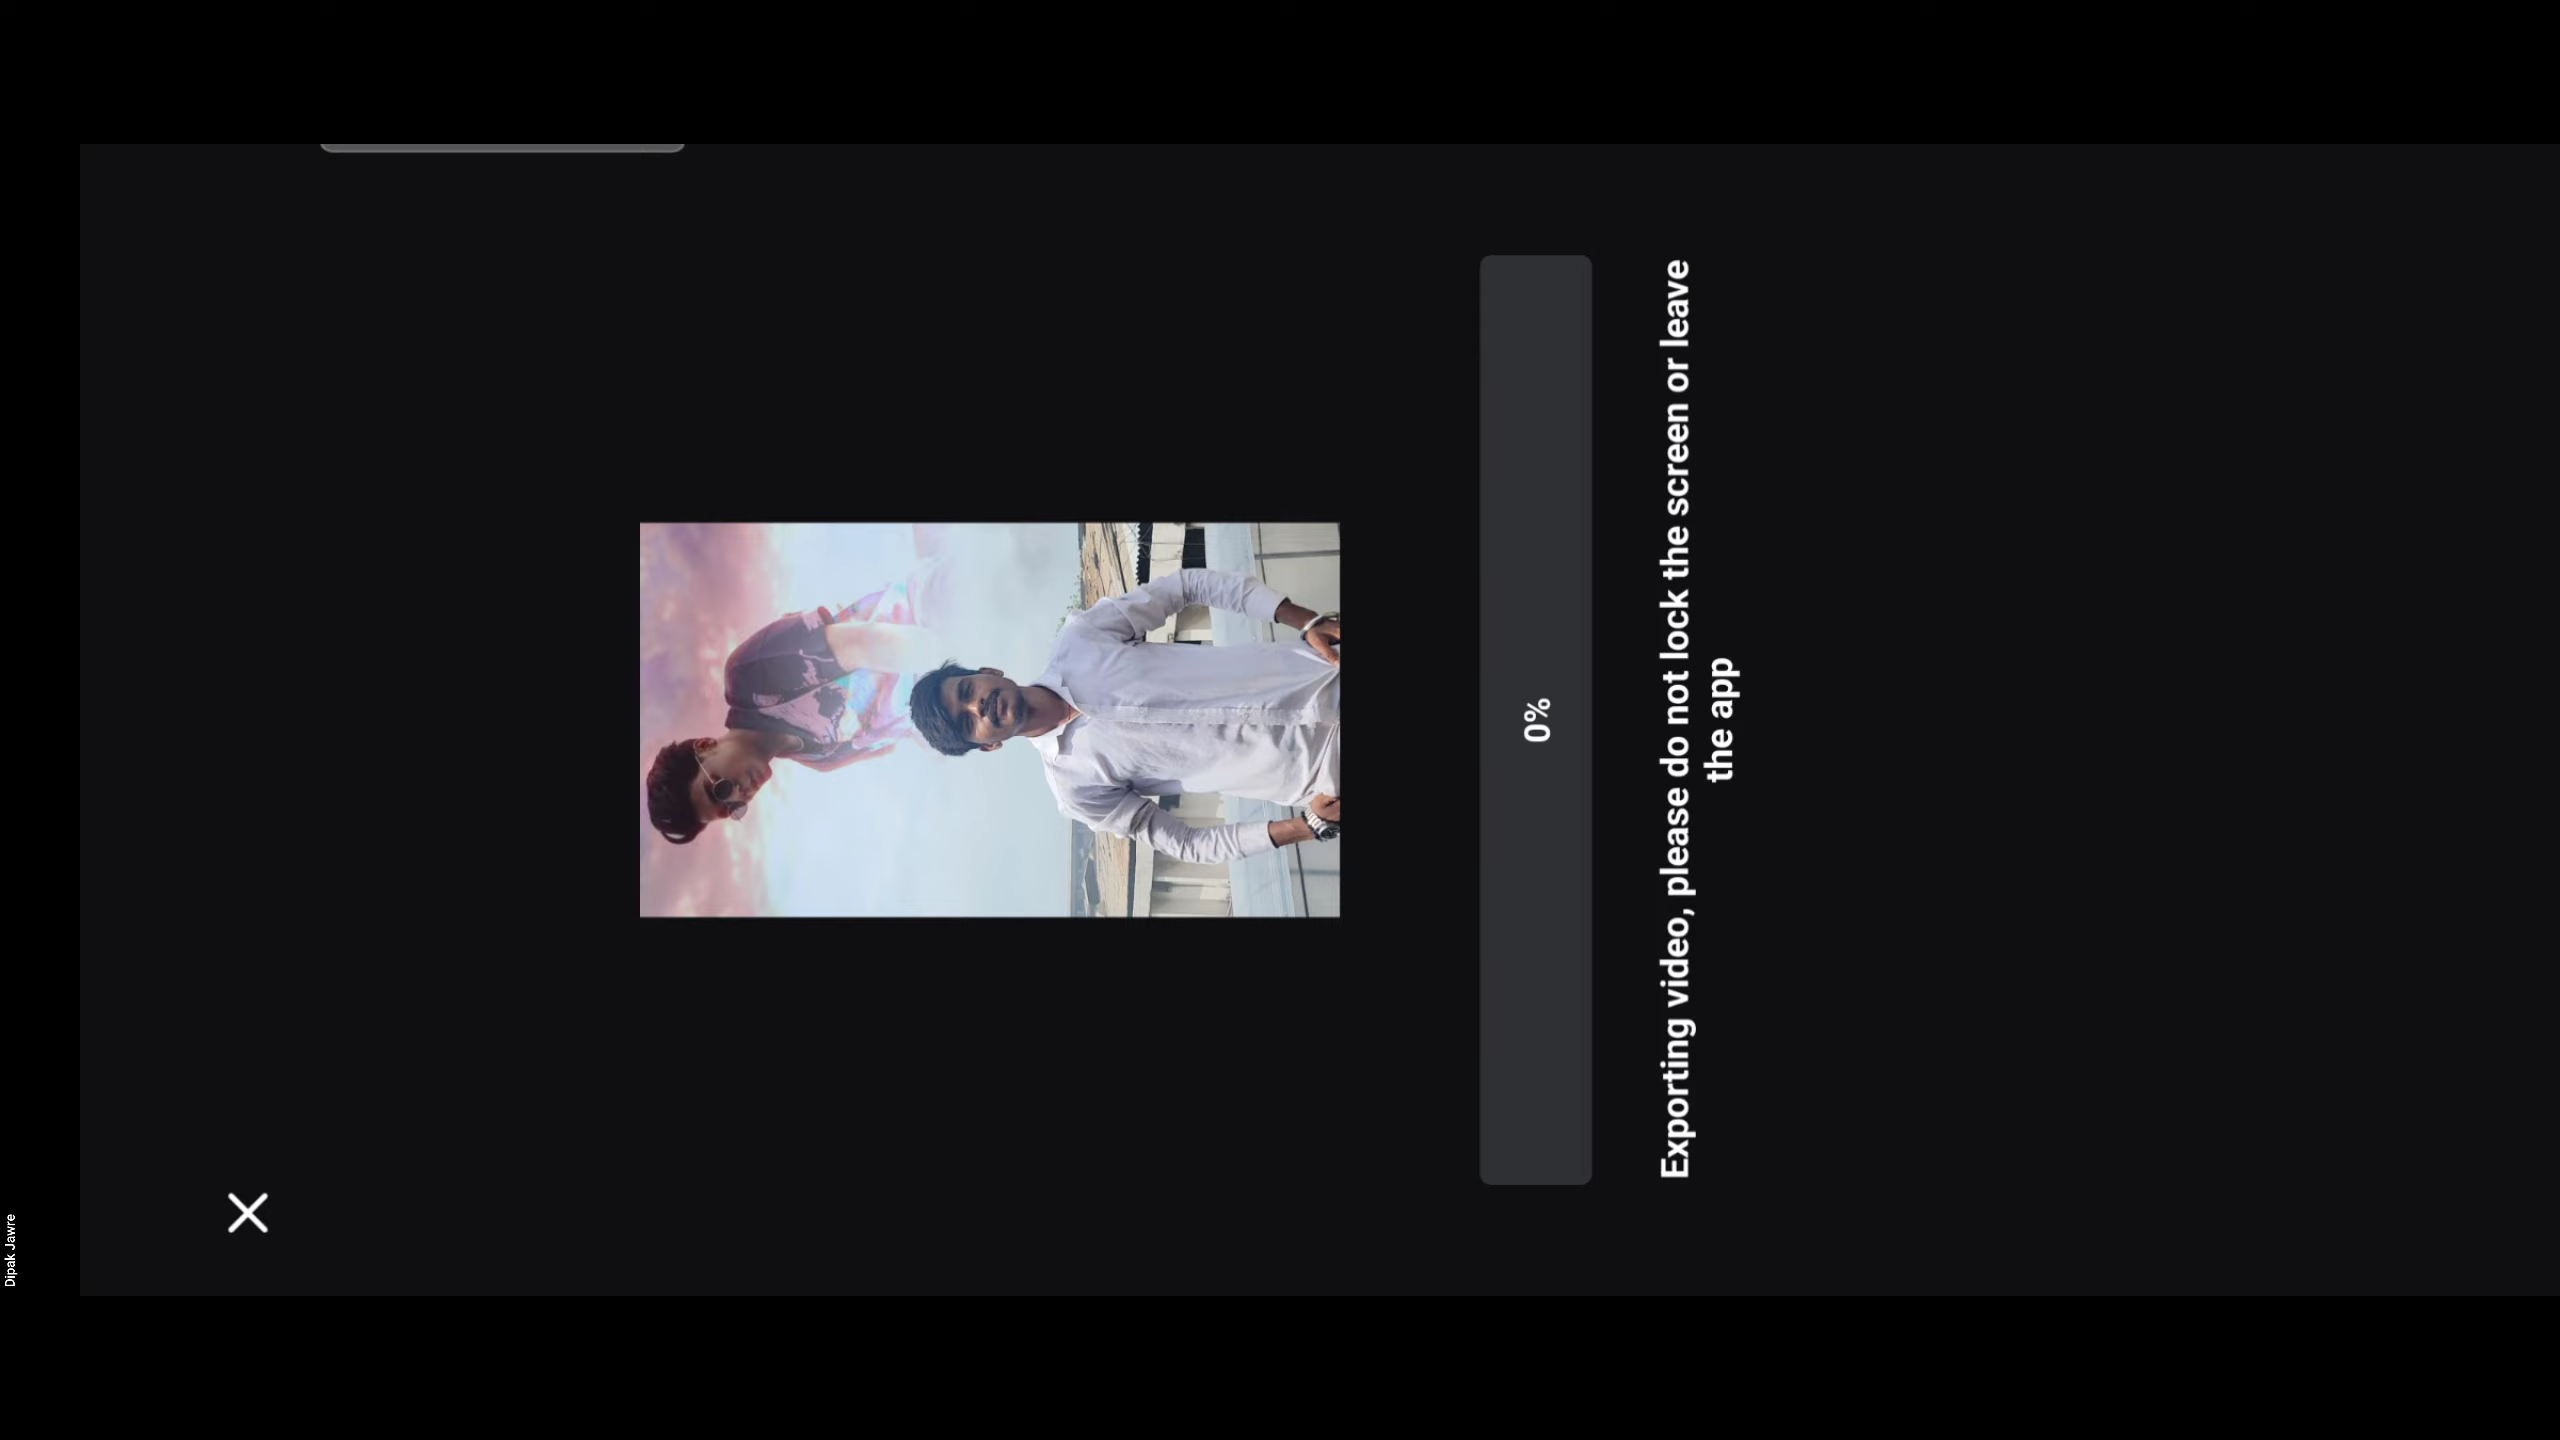 0%
Exporting video, please do not lock the screen or leave
the app
Dipak Jawre